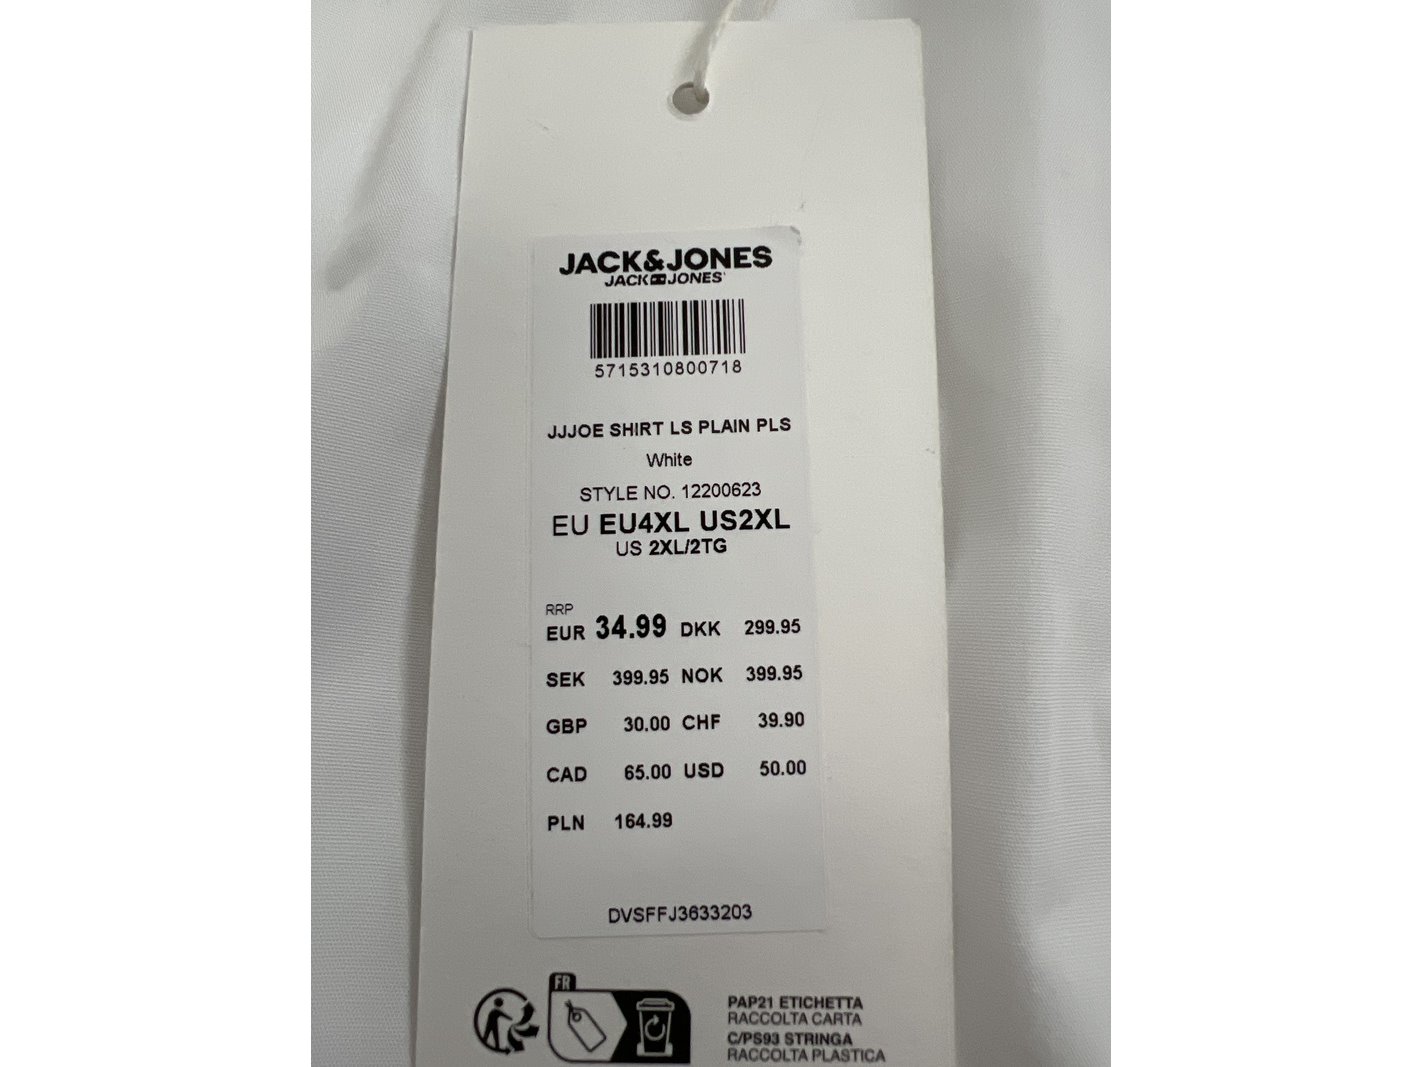 JACK&JONES
JACK JONES
5715310800718
JJJOE SHIRT LS PLAIN PLS
White
STYLE NO. 12200623
EU EU4XL US2XL
US 2XL/2TG
RRP
EUR 34.99 DKK 299.95
SEK 399.95 NOK 399.95
GBP 30.00 CHF 39.90
CAD 65.00 USD 50.00
PLN 164.99
DVSFFJ3633203
FR
PAP21 ETICHETTA
RACCOLTA CARTA
C/PS93 STRINGA
RACCOLTA PLASTICA